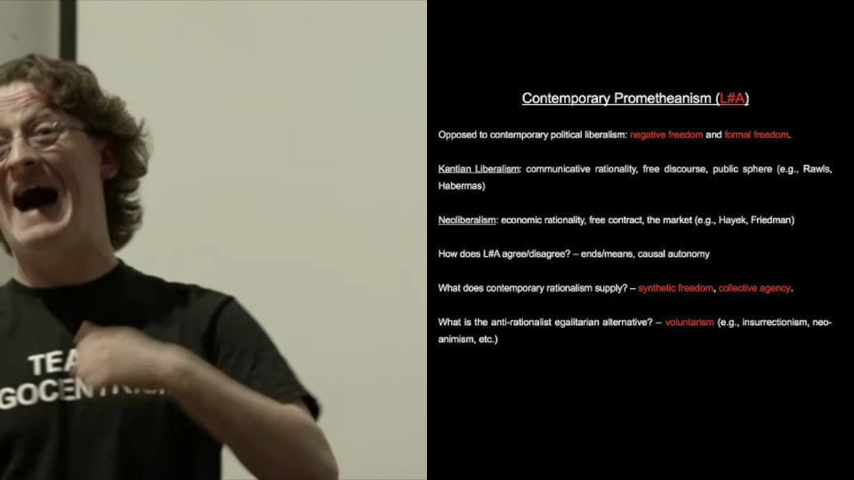 TEA
GOCENTRISM
Contemporary Prometheanism (L#A)
Opposed to contemporary political liberalism: negative freedom and formal freedom.
Kantian Liberalism: communicative rationality, free discourse, public sphere (e.g., Rawls,
Habermas)
Neoliberalism: economic rationality, free contract, the market (e.g., Hayek, Friedman)
How does L#A agree/disagree? – ends/means, causal autonomy
What does contemporary rationalism supply? – synthetic freedom, collective agency.
What is the anti-rationalist egalitarian alternative? – voluntarism (e.g., insurrectionism, neo-
animism, etc.)